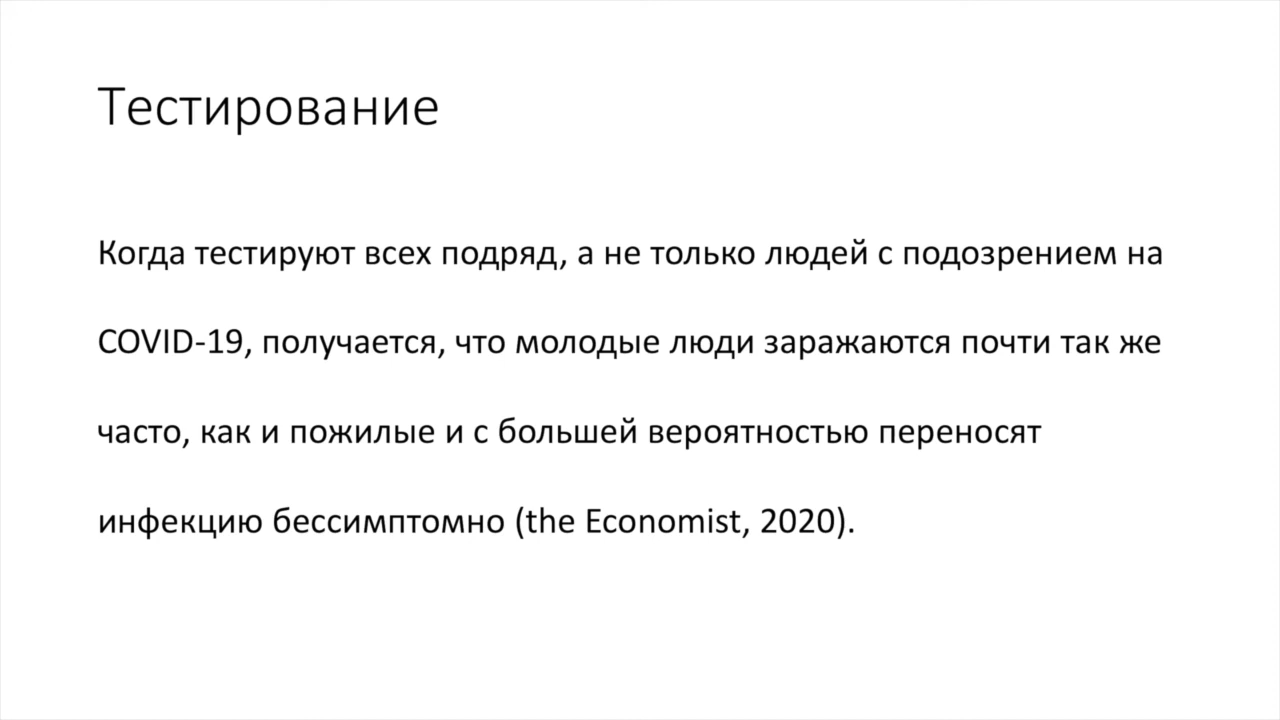 Тестирование
Когда тестируют всех подряд, а не только людей с подозрением на
COVID-19, получается, что молодые люди заражаются почти так же
часто, как и пожилые и с большей вероятностью переносят
инфекцию бессимптомно (the Economist, 2020).